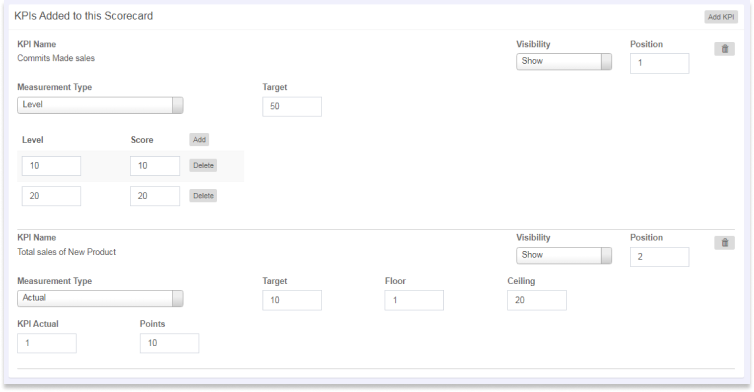 KPIs Added to this Scorecard Add KPI
KPI Name Visibility Position
Commits Made sales Show 1
Measurement Type Target
Level 50
Level Score Add
10 10 Delete
20 20 Delete
KPI Name Visibility Position
Total sales of New Product Show 2
Measurement Type Target Floor Ceiling
Actual 10 1 20
KPI Actual Points
1 10